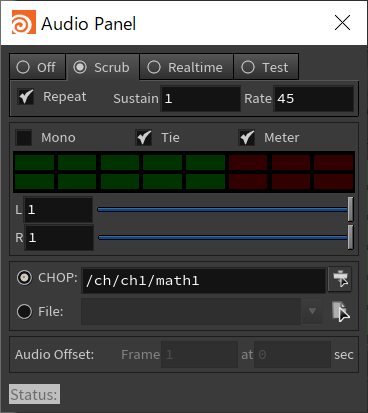 Audio Panel
Off Scrub Realtime Test
Repeat Sustain 1 Rate 45
Mono Tie Meter
L 1
R 1
CHOP: /ch/ch1/math1
File:
Audio Offset: Frame 1 at 0 sec
Status: